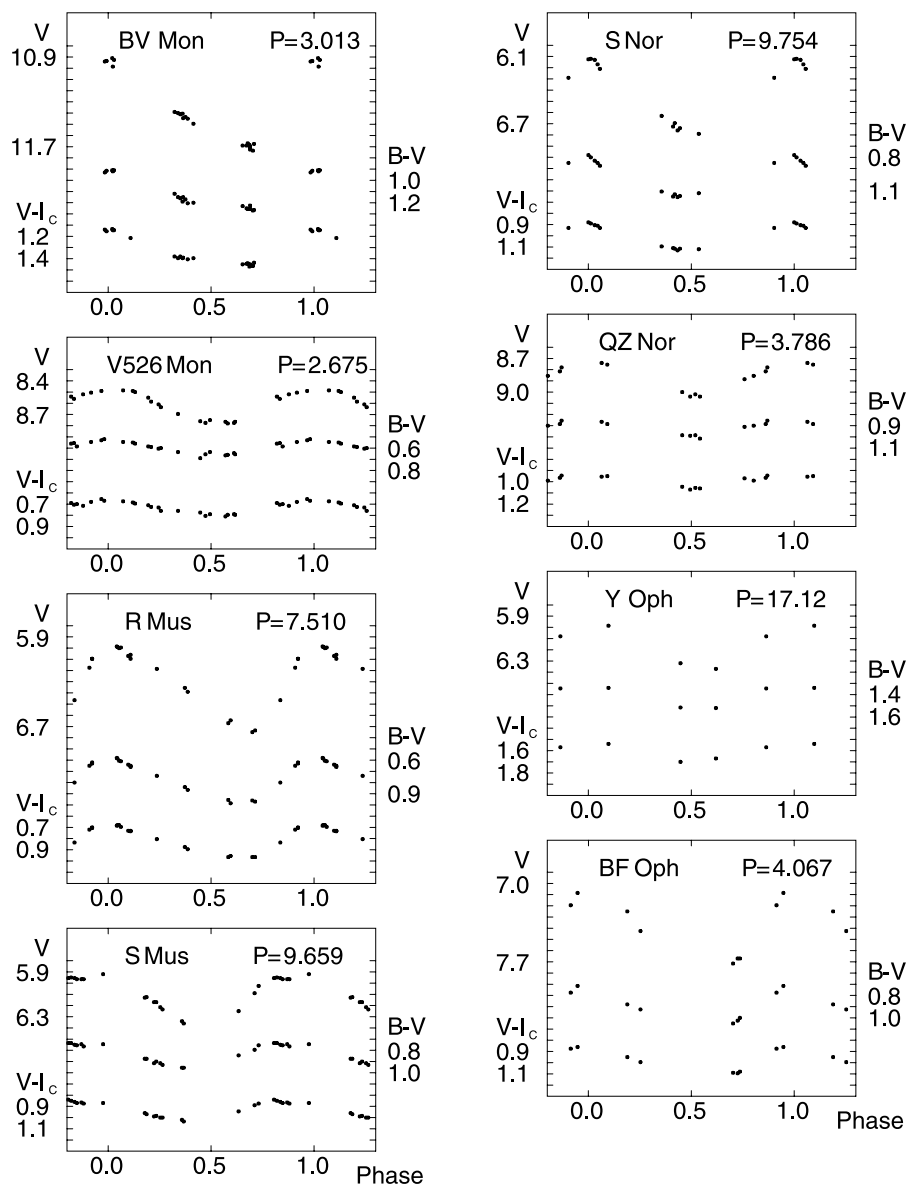 V
BV Mon P=3.013
10.9
11.7
B-V
1.0
1.2
V-Ic
1.2
1.4
0.0 0.5 1.0
V
V526 Mon P=2.675
8.4
8.7
B-V
0.6
0.8
V-Ic
0.7
0.9
0.0 0.5 1.0
V
R Mus P=7.510
5.9
6.7
B-V
0.6
0.9
V-Ic
0.7
0.9
0.0 0.5 1.0
V
S Mus P=9.659
5.9
6.3
B-V
0.8
1.0
V-Ic
0.9
1.1
0.0 0.5 1.0
Phase
V
S Nor P=9.754
6.1
6.7
B-V
0.8
1.1
V-Ic
0.9
1.1
0.0 0.5 1.0
V
QZ Nor P=3.786
8.7
9.0
B-V
0.9
1.1
V-Ic
1.0
1.2
0.0 0.5 1.0
V
Y Oph P=17.12
5.9
6.3
B-V
1.4
1.6
V-Ic
1.6
1.8
0.0 0.5 1.0
V
BF Oph P=4.067
7.0
7.7
B-V
0.8
1.0
V-Ic
0.9
1.1
0.0 0.5 1.0
Phase